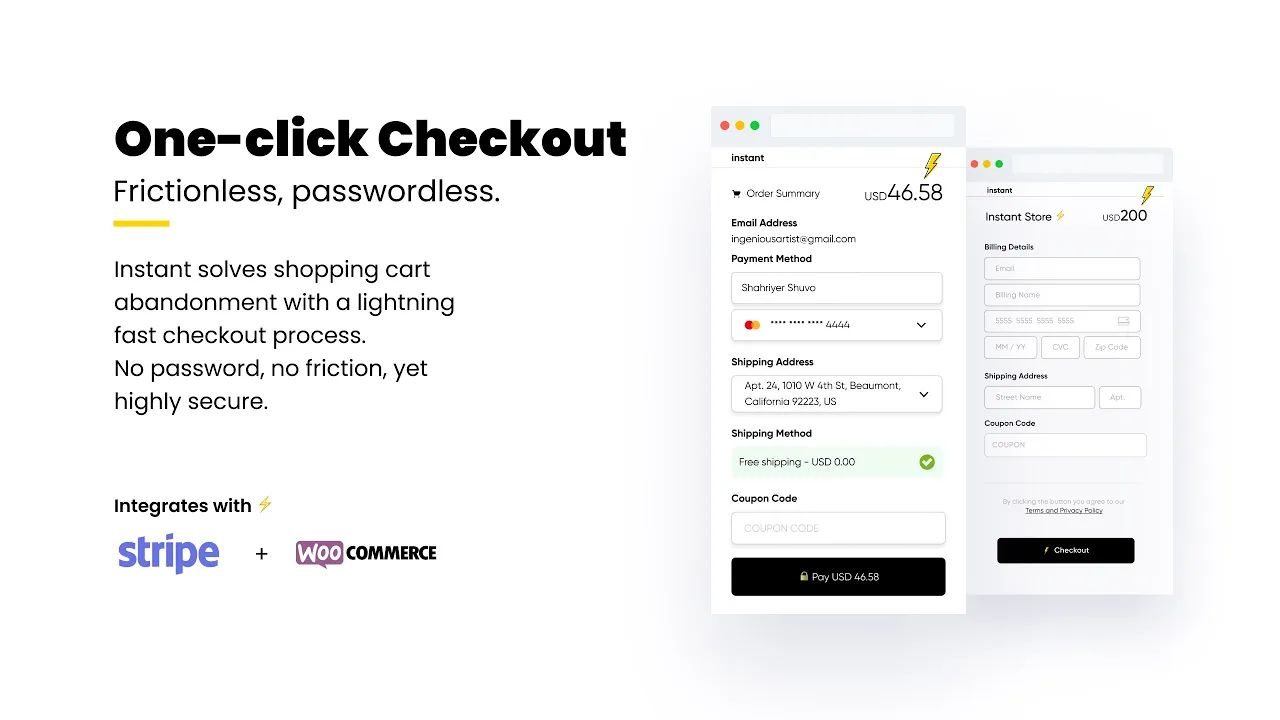 One-click Checkout
Frictionless, passwordless.
Instant solves shopping cart
abandonment with a lightning
fast checkout process.
No password, no friction, yet
highly secure.
Integrates with
stripe + WOO COMMERCE
instant
Order Summary USD46.58
Email Address
ingeniousartist@gmail.com
Payment Method
Shahriyer Shuvo
**** **** **** 4444
Shipping Address
Apt. 24, 1010 W 4th St, Beaumont,
California 92223, US
Shipping Method
Free shipping - USD 0.00
Coupon Code
COUPON CODE
Pay USD 46.58
instant
Instant Store USD200
Billing Details
Email
Billing Name
5555 5555 5555 5555
MM / YY CVC Zip Code
Shipping Address
Street Name Apt.
Coupon Code
COUPON
By clicking the button you agree to our
Terms and Privacy Policy
Checkout